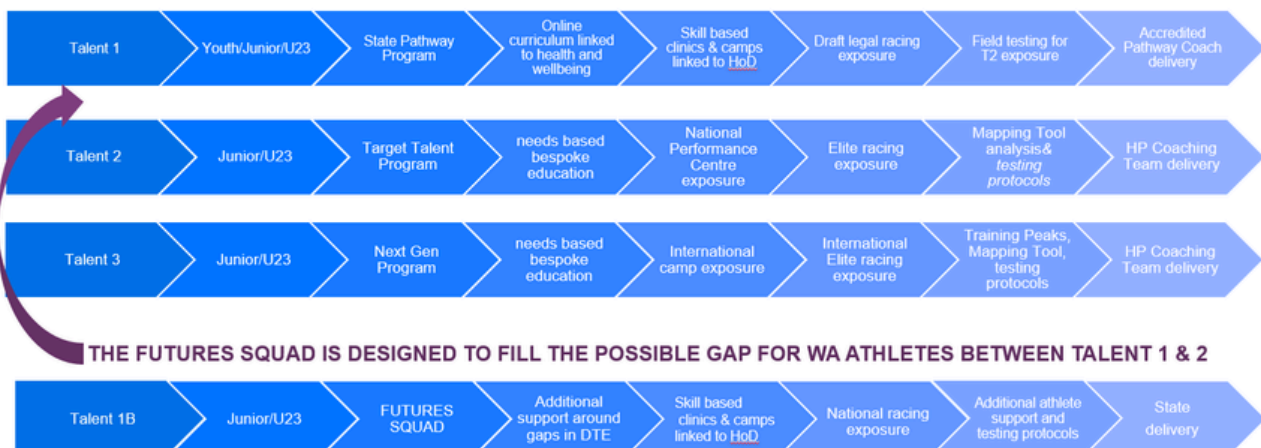 Talent 1
Youth/Junior/U23
State Pathway
Program
Online
curriculum linked
to health and
wellbeing
Skill based
clinics & camps
linked to HoD
Draft legal racing
exposure
Field testing for
T2 exposure
Accredited
Pathway Coach
delivery
Talent 2
Junior/U23
Target Talent
Program
needs based
bespoke
education
National
Performance
Centre
exposure
Elite racing
exposure
Mapping Tool
analysis& testing
protocols
HP Coaching
Team delivery
Talent 3
Junior/U23
Next Gen
Program
needs based
bespoke
education
International
camp exposure
International
Elite racing
exposure
Training Peaks,
Mapping Tool,
testing
protocols
HP Coaching
Team delivery
THE FUTURES SQUAD IS DESIGNED TO FILL THE POSSIBLE GAP FOR WA ATHLETES BETWEEN TALENT 1 & 2
Talent 1B
Junior/U23
FUTURES
SQUAD
Additional
support around
gaps in DTE
Skill based
clinics & camps
linked to HoD
National racing
exposure
Additional athlete
support and
testing protocols
State
delivery